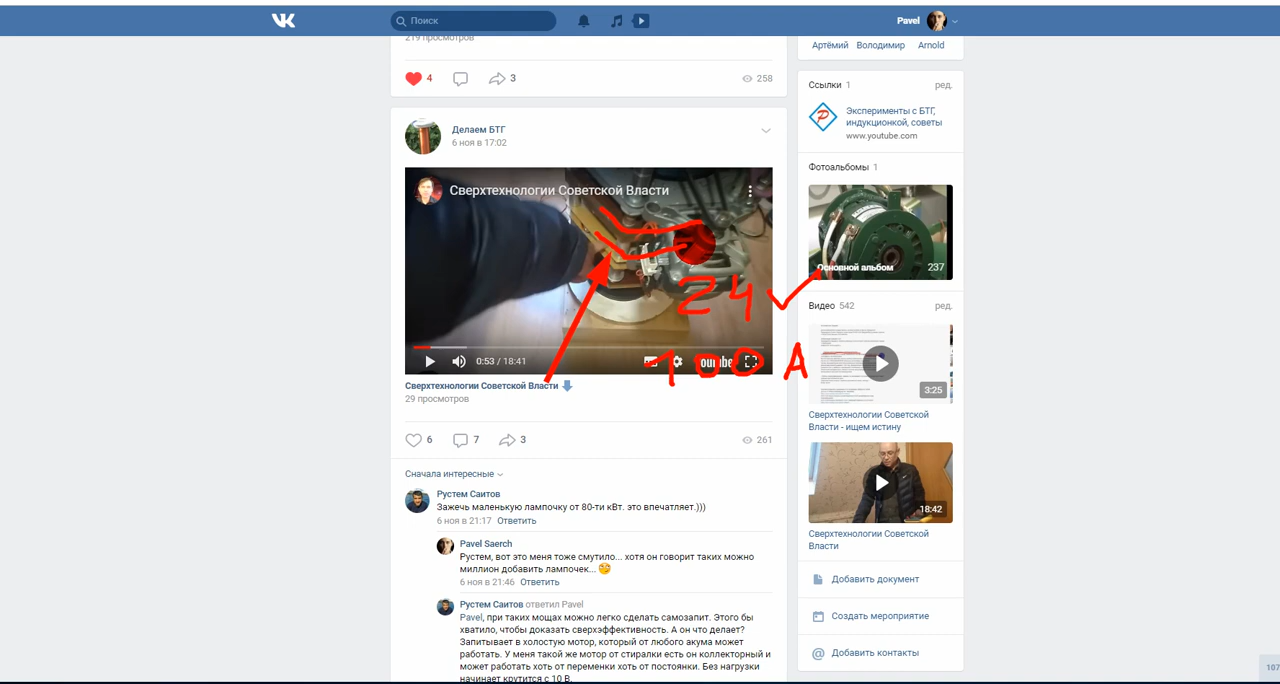 Поиск
Pavel
219 просмотров
4
3
258
Делаем БТГ
6 ноя в 17:02
Сверхтехнологии Советской Власти
24 V
100 A
0:53 / 18:41
Сверхтехнологии Советской Власти
29 просмотров
6
7
3
261
Сначала интересные
Рустем Саитов
Зажечь маленькую лампочку от 80-ти кВт. это впечатляет.)))
6 ноя в 21:17 Ответить
Pavel Saerch
Рустем, вот это меня тоже смутило... хотя он говорит таких можно
миллион добавить лампочек...
6 ноя в 21:46 Ответить
Рустем Саитов ответил Pavel
Pavel, при таких мощах можно легко сделать самозапит. Этого бы
хватило, чтобы доказать сверхэффективность. А он что делает?
Запитывает в холостую мотор, который от любого акума может
работать. У меня такой же мотор от стиралки есть он коллекторный и
может работать хоть от переменки хоть от постоянки. Без нагрузки
начинает крутится с 10 В.
Артёмий Володимир Arnold
Ссылки 1 ред.
Эксперименты с БТГ,
индукционкой, советы
www.youtube.com
Фотоальбомы 1
Основной альбом 237
Видео 542 ред.
3:25
Сверхтехнологии Советской
Власти - ищем истину
18:42
Сверхтехнологии Советской
Власти
Добавить документ
Создать мероприятие
Добавить контакты
107